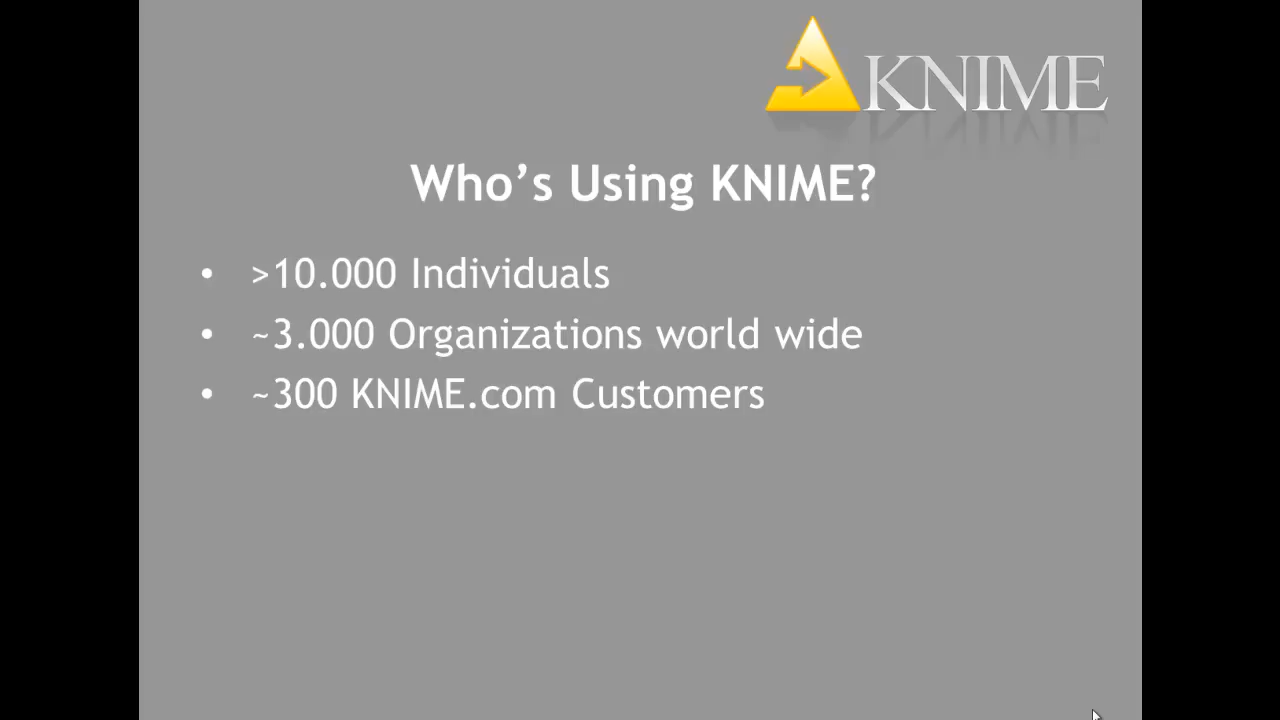 KNIME
Who’s Using KNIME?
• >10.000 Individuals
• ~3.000 Organizations world wide
• ~300 KNIME.com Customers